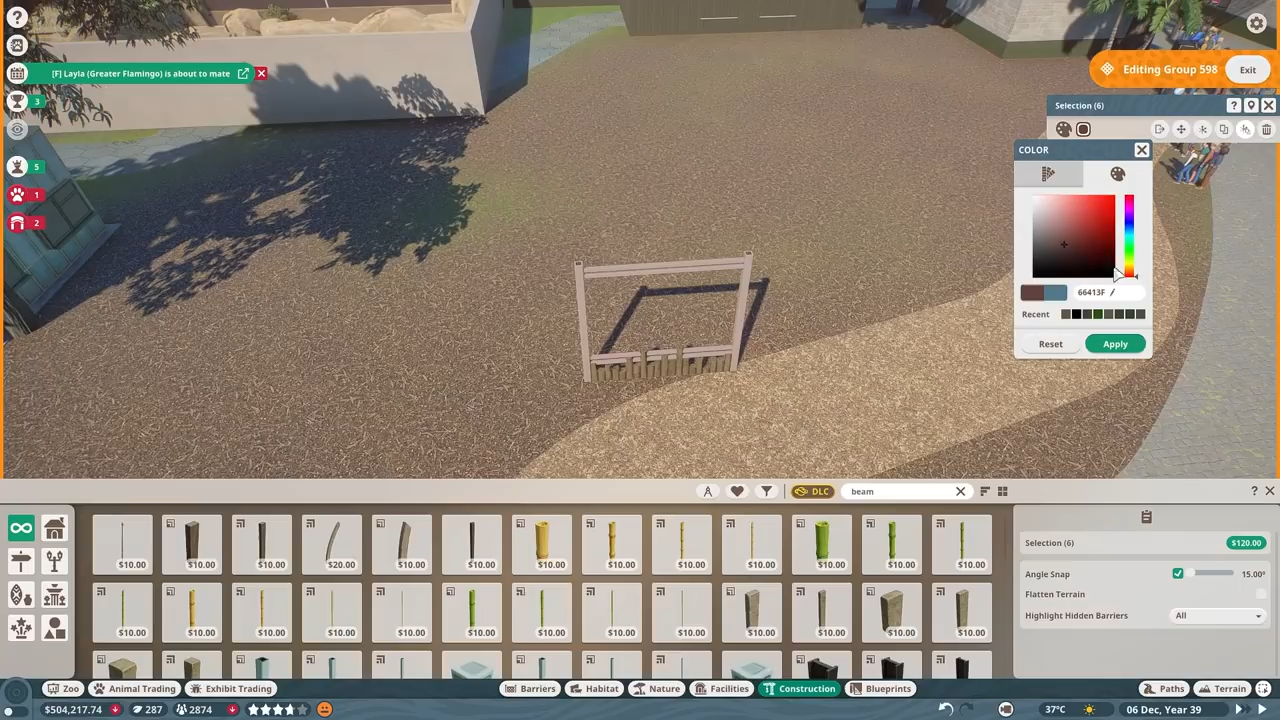 ?
Editing Group 598
Exit
[F] Layla (Greater Flamingo) is about to mate
3
Selection (6)
?
COLOR
5
1
2
66413F
Recent
Reset
Apply
DLC
beam
?
$10.00 $10.00 $10.00 $20.00 $10.00 $10.00 $10.00 $10.00 $10.00 $10.00 $10.00 $10.00 $10.00
Selection (6)
$120.00
Angle Snap
15.00°
Flatten Terrain
Highlight Hidden Barriers
All
$10.00 $10.00 $10.00 $10.00 $10.00 $10.00 $10.00 $10.00 $10.00 $10.00 $10.00 $10.00 $10.00
Zoo
Animal Trading
Exhibit Trading
Barriers
Habitat
Nature
Facilities
Construction
Blueprints
Paths
Terrain
$504,217.74
287
2874
37°C
06 Dec, Year 39